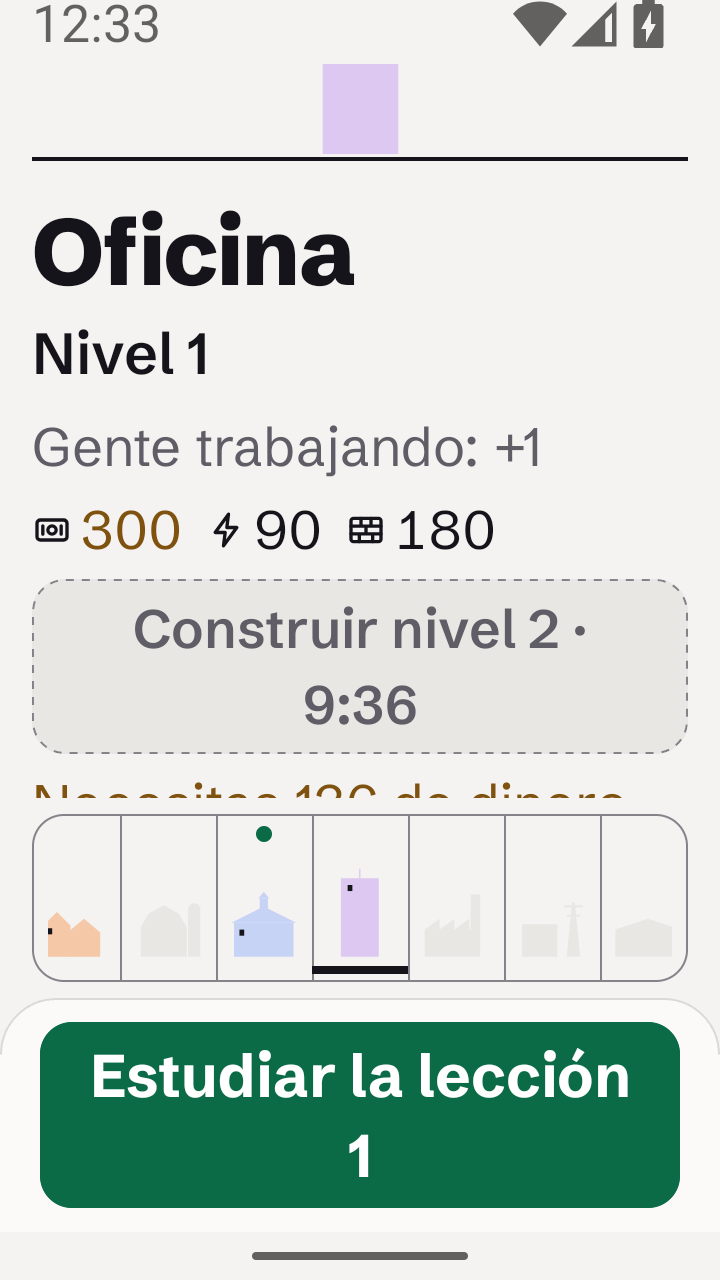 12:33
Oficina
Nivel 1
Gente trabajando: +1
300 90 180
Construir nivel 2 ·
9:36
Estudiar la lección
1